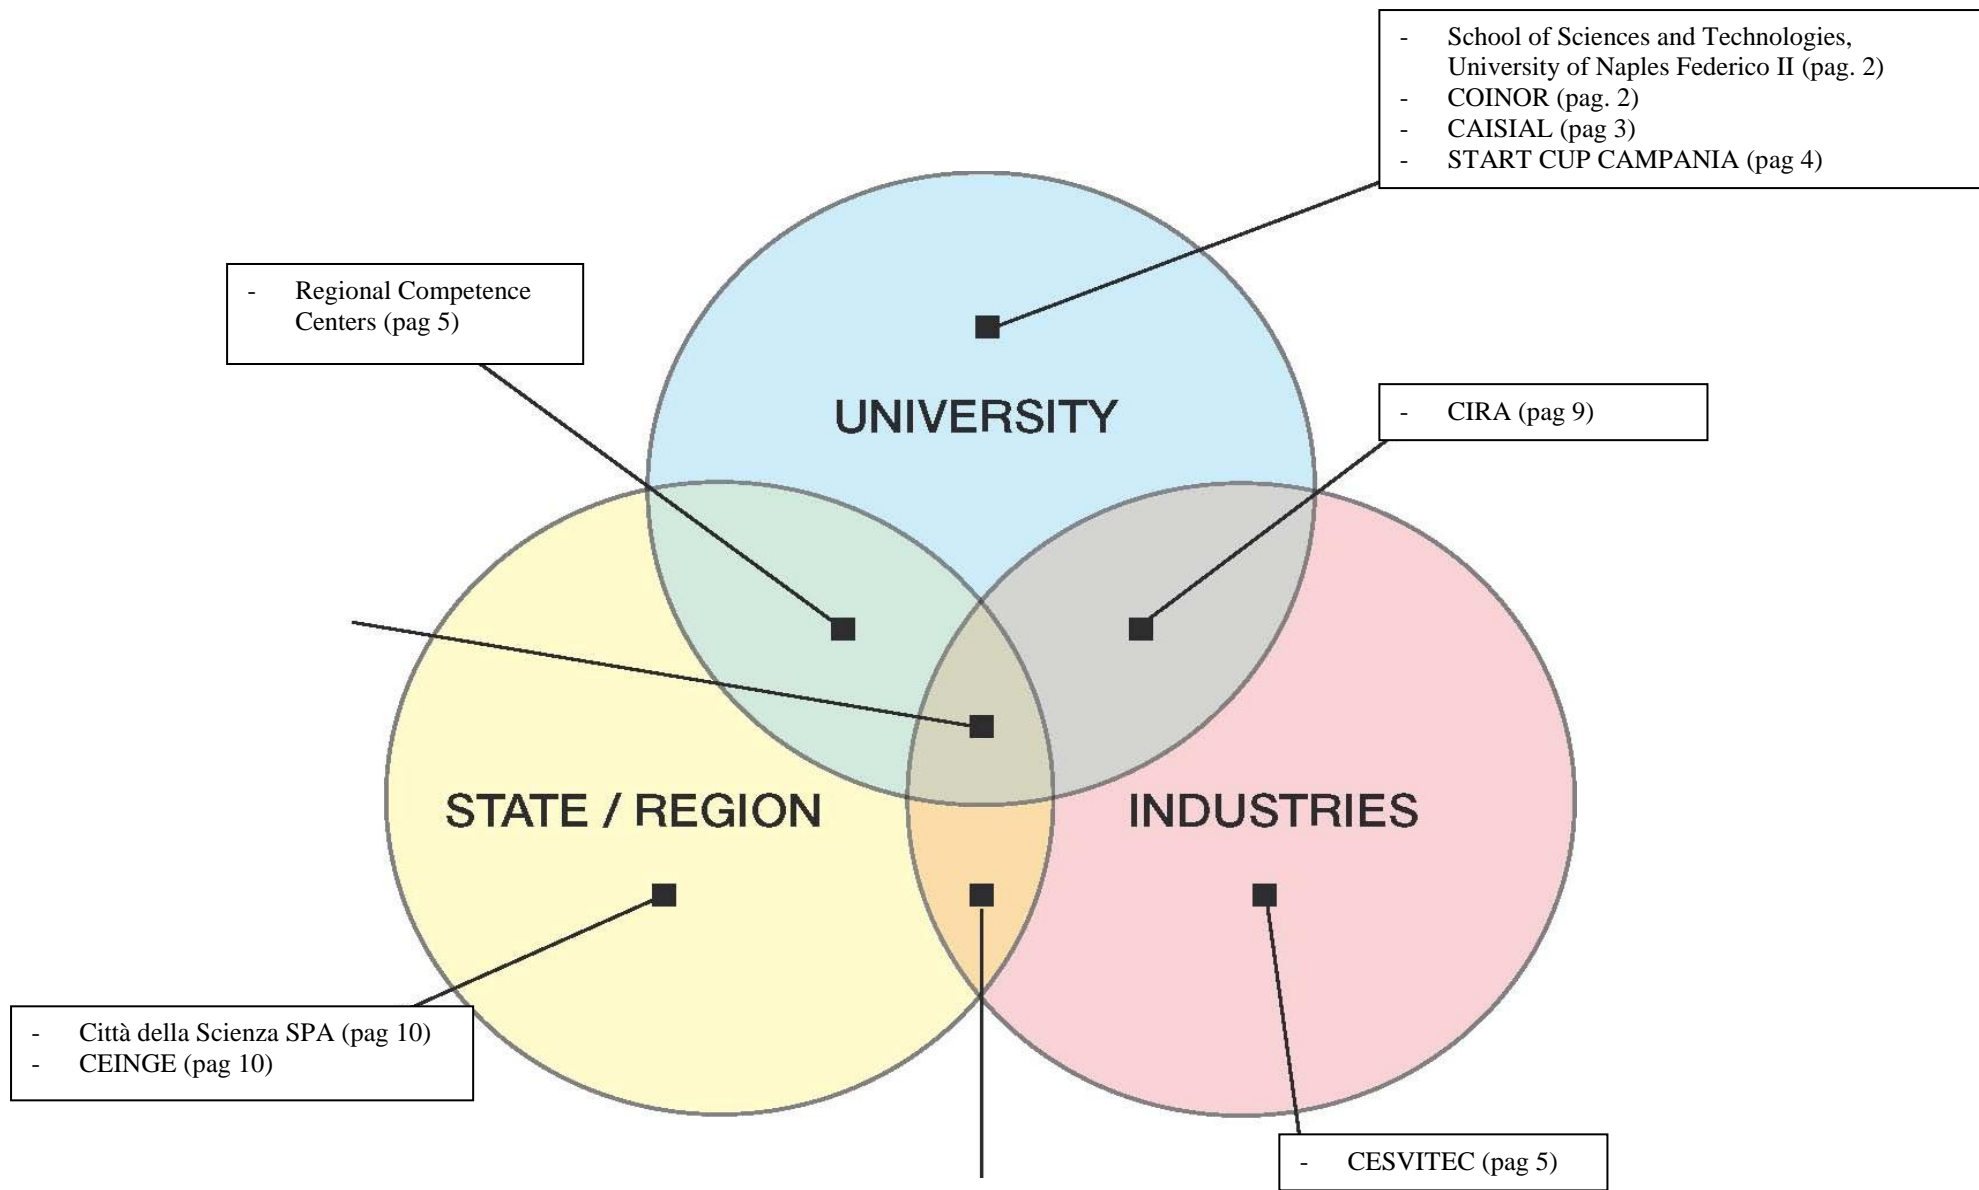 - School of Sciences and Technologies,
University of Naples Federico II (pag. 2)
- COINOR (pag. 2)
- CAISIAL (pag 3)
- START CUP CAMPANIA (pag 4)
- Regional Competence
Centers (pag 5)
UNIVERSITY
- CIRA (pag 9)
STATE / REGION
INDUSTRIES
- Città della Scienza SPA (pag 10)
- CEINGE (pag 10)
- CESVITEC (pag 5)